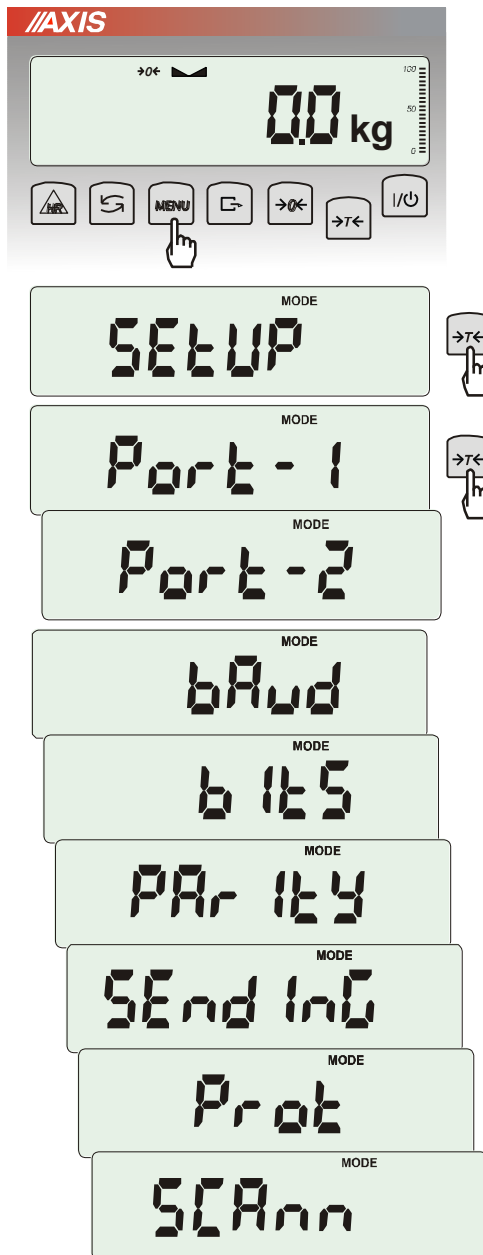 AXIS
→0← 100
0.0 kg 50
0
HR MENU →0← →T← I/⏻
MODE
SEtUP →T←
MODE
Port-1 →T←
MODE
Port-2
MODE
bAud
MODE
bItS
MODE
PArItY
MODE
SEndInG
MODE
Prot
MODE
SCAnn